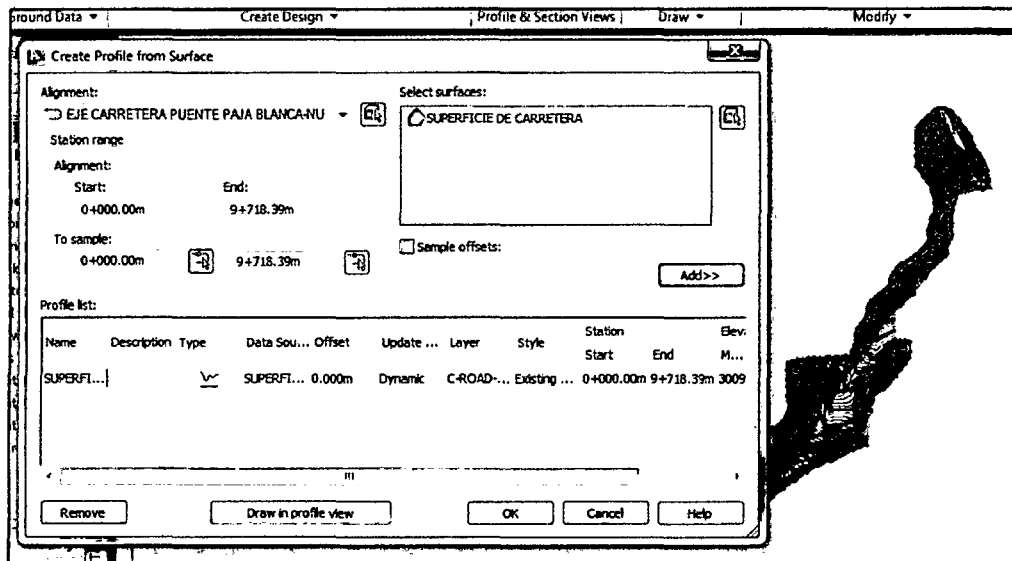 round Data
Create Design
Profile & Section Views
Draw
Modify
Create Profile from Surface
Alignment:
EJE CARRETERA PUENTE PAJA BLANCA-NU
Select surfaces:
SUPERFICIE DE CARRETERA
Station range
Alignment:
Start: End:
0+000.00m 9+718.39m
To sample:
0+000.00m 9+718.39m
Sample offsets:
Add>>
Profile list:
Name Description Type Data Sou... Offset Update ... Layer Style Station Start End Elev: M...
SUPERFI... SUPERFI... 0.000m Dynamic C-ROAD-... Existing ... 0+000.00m 9+718.39m 3009
Remove Draw in profile view OK Cancel Help